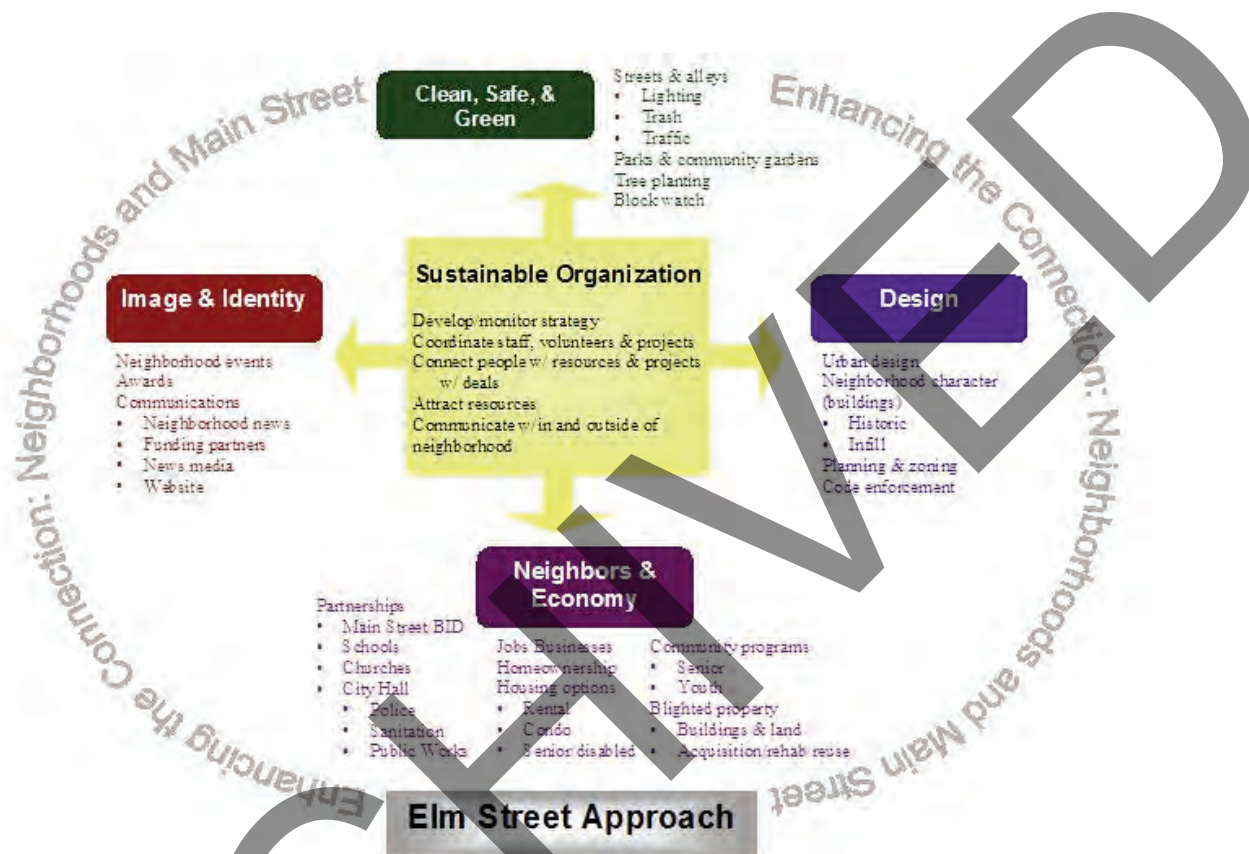 Enhancing the Connection: Neighborhoods and Main Street
Enhancing the Connection: Neighborhoods and Main Street
Clean, Safe, &
Green
Streets & alleys
• Lighting
• Trash
• Traffic
Parks & community gardens
Tree planting
Block watch
Sustainable Organization
Develop/monitor strategy
Coordinate staff, volunteers & projects
Connect people w/ resources & projects
w/ deals
Attract resources
Communicate w/in and outside of
neighborhood
Image & Identity
Neighborhood events
Awards
Communications
• Neighborhood news
• Funding partners
• News media
• Website
Design
Urban design
Neighborhood character
(buildings)
• Historic
• Infill
Planning & zoning
Code enforcement
Neighbors &
Economy
Partnerships
• Main Street BID
• Schools
• Churches
• City Hall
• Police
• Sanitation
• Public Works
Jobs Businesses
Homeownership
Housing options
• Rental
• Condo
• Senior disabled
Community programs
• Senior
• Youth
Blighted property
• Buildings & land
• Acquisition/rehab reuse
Elm Street Approach
CHIVED